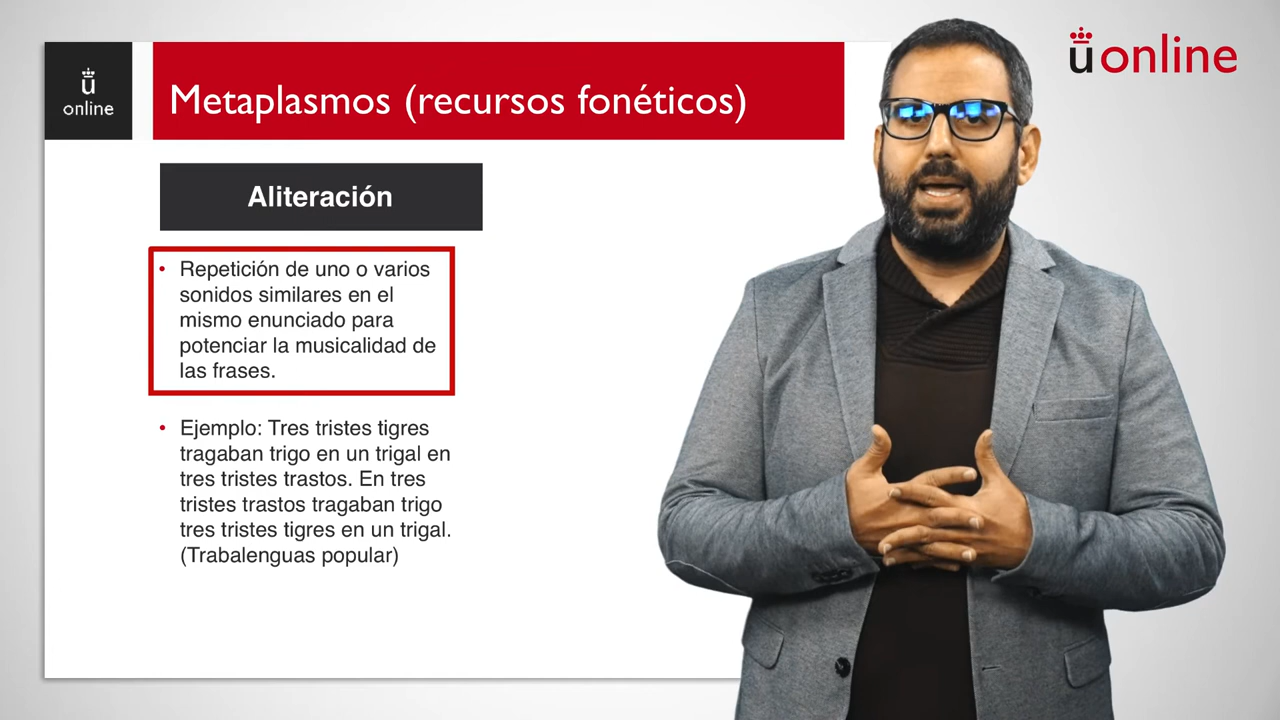 ü
online
Metaplasmos (recursos fonéticos)
üonline
Aliteración
• Repetición de uno o varios
sonidos similares en el
mismo enunciado para
potenciar la musicalidad de
las frases.
• Ejemplo: Tres tristes tigres
tragaban trigo en un trigal en
tres tristes trastos. En tres
tristes trastos tragaban trigo
tres tristes tigres en un trigal.
(Trabalenguas popular)